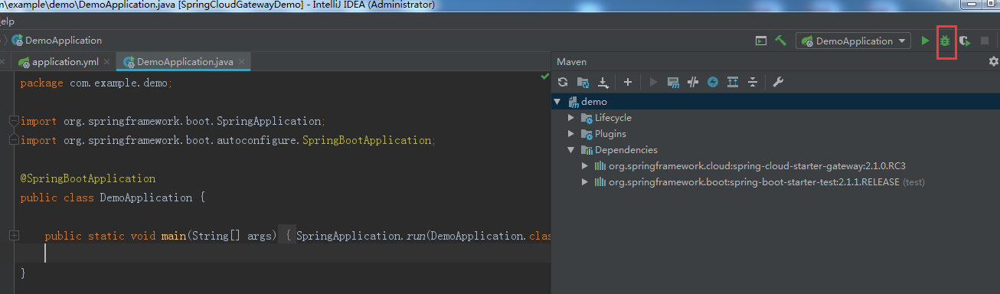 m\example\demo\DemoApplication.java [SpringCloudGatewayDemo] - IntelliJ IDEA (Administrator)
elp
DemoApplication
DemoApplication
application.yml
DemoApplication.java
Maven
package com.example.demo;
import org.springframework.boot.SpringApplication;
import org.springframework.boot.autoconfigure.SpringBootApplication;
@SpringBootApplication
public class DemoApplication {
public static void main(String[] args) { SpringApplication.run(DemoApplication.clas
}
demo
Lifecycle
Plugins
Dependencies
org.springframework.cloud:spring-cloud-starter-gateway:2.1.0.RC3
org.springframework.boot:spring-boot-starter-test:2.1.1.RELEASE (test)